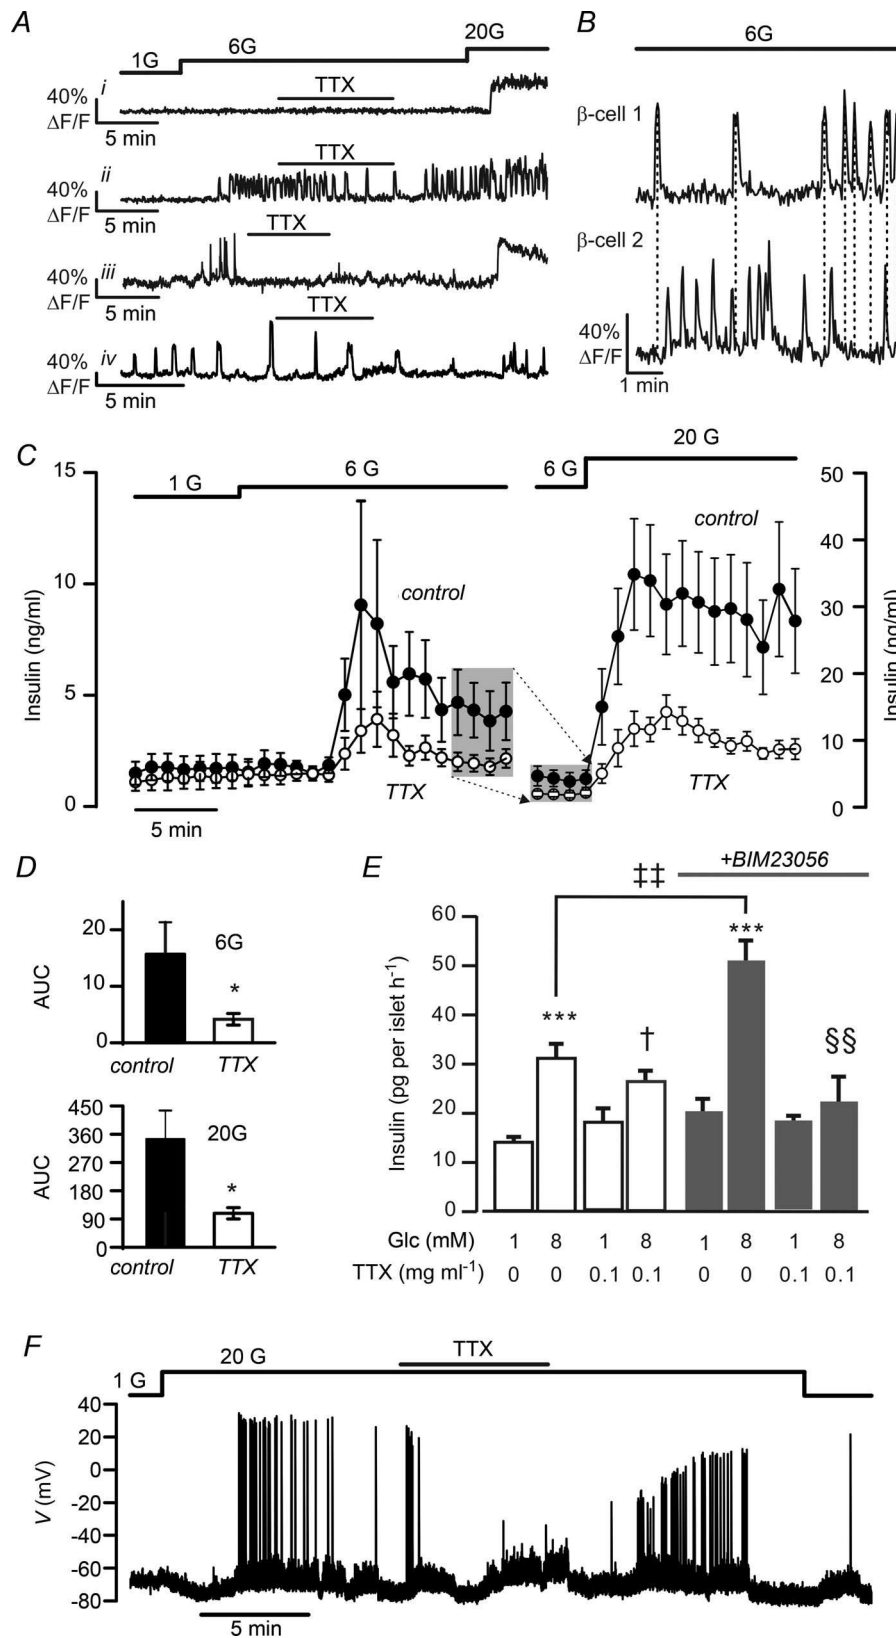 A
1G
6G
20G
i
TTX
40%
ΔF/F
5 min
ii
TTX
40%
ΔF/F
5 min
iii
TTX
40%
ΔF/F
5 min
iv
TTX
40%
ΔF/F
5 min
B
6G
β-cell 1
β-cell 2
40%
ΔF/F
1 min
C
1 G
6 G
6 G
20 G
15
10
5
0
Insulin (ng/ml)
control
TTX
5 min
control
TTX
50
40
30
20
10
0
Insulin (ng/ml)
D
20
10
0
AUC
6G
*
control TTX
450
360
270
180
90
0
AUC
20G
*
control TTX
E
+BIM23056
‡‡
60
50
40
30
20
10
0
Insulin (pg per islet h-1)
***
†
***
§§
Glc (mM) 1 8 1 8 1 8 1 8
TTX (mg ml-1) 0 0 0.1 0.1 0 0 0.1 0.1
F
1 G
20 G
TTX
40
20
0
-20
-40
-60
-80
V (mV)
5 min